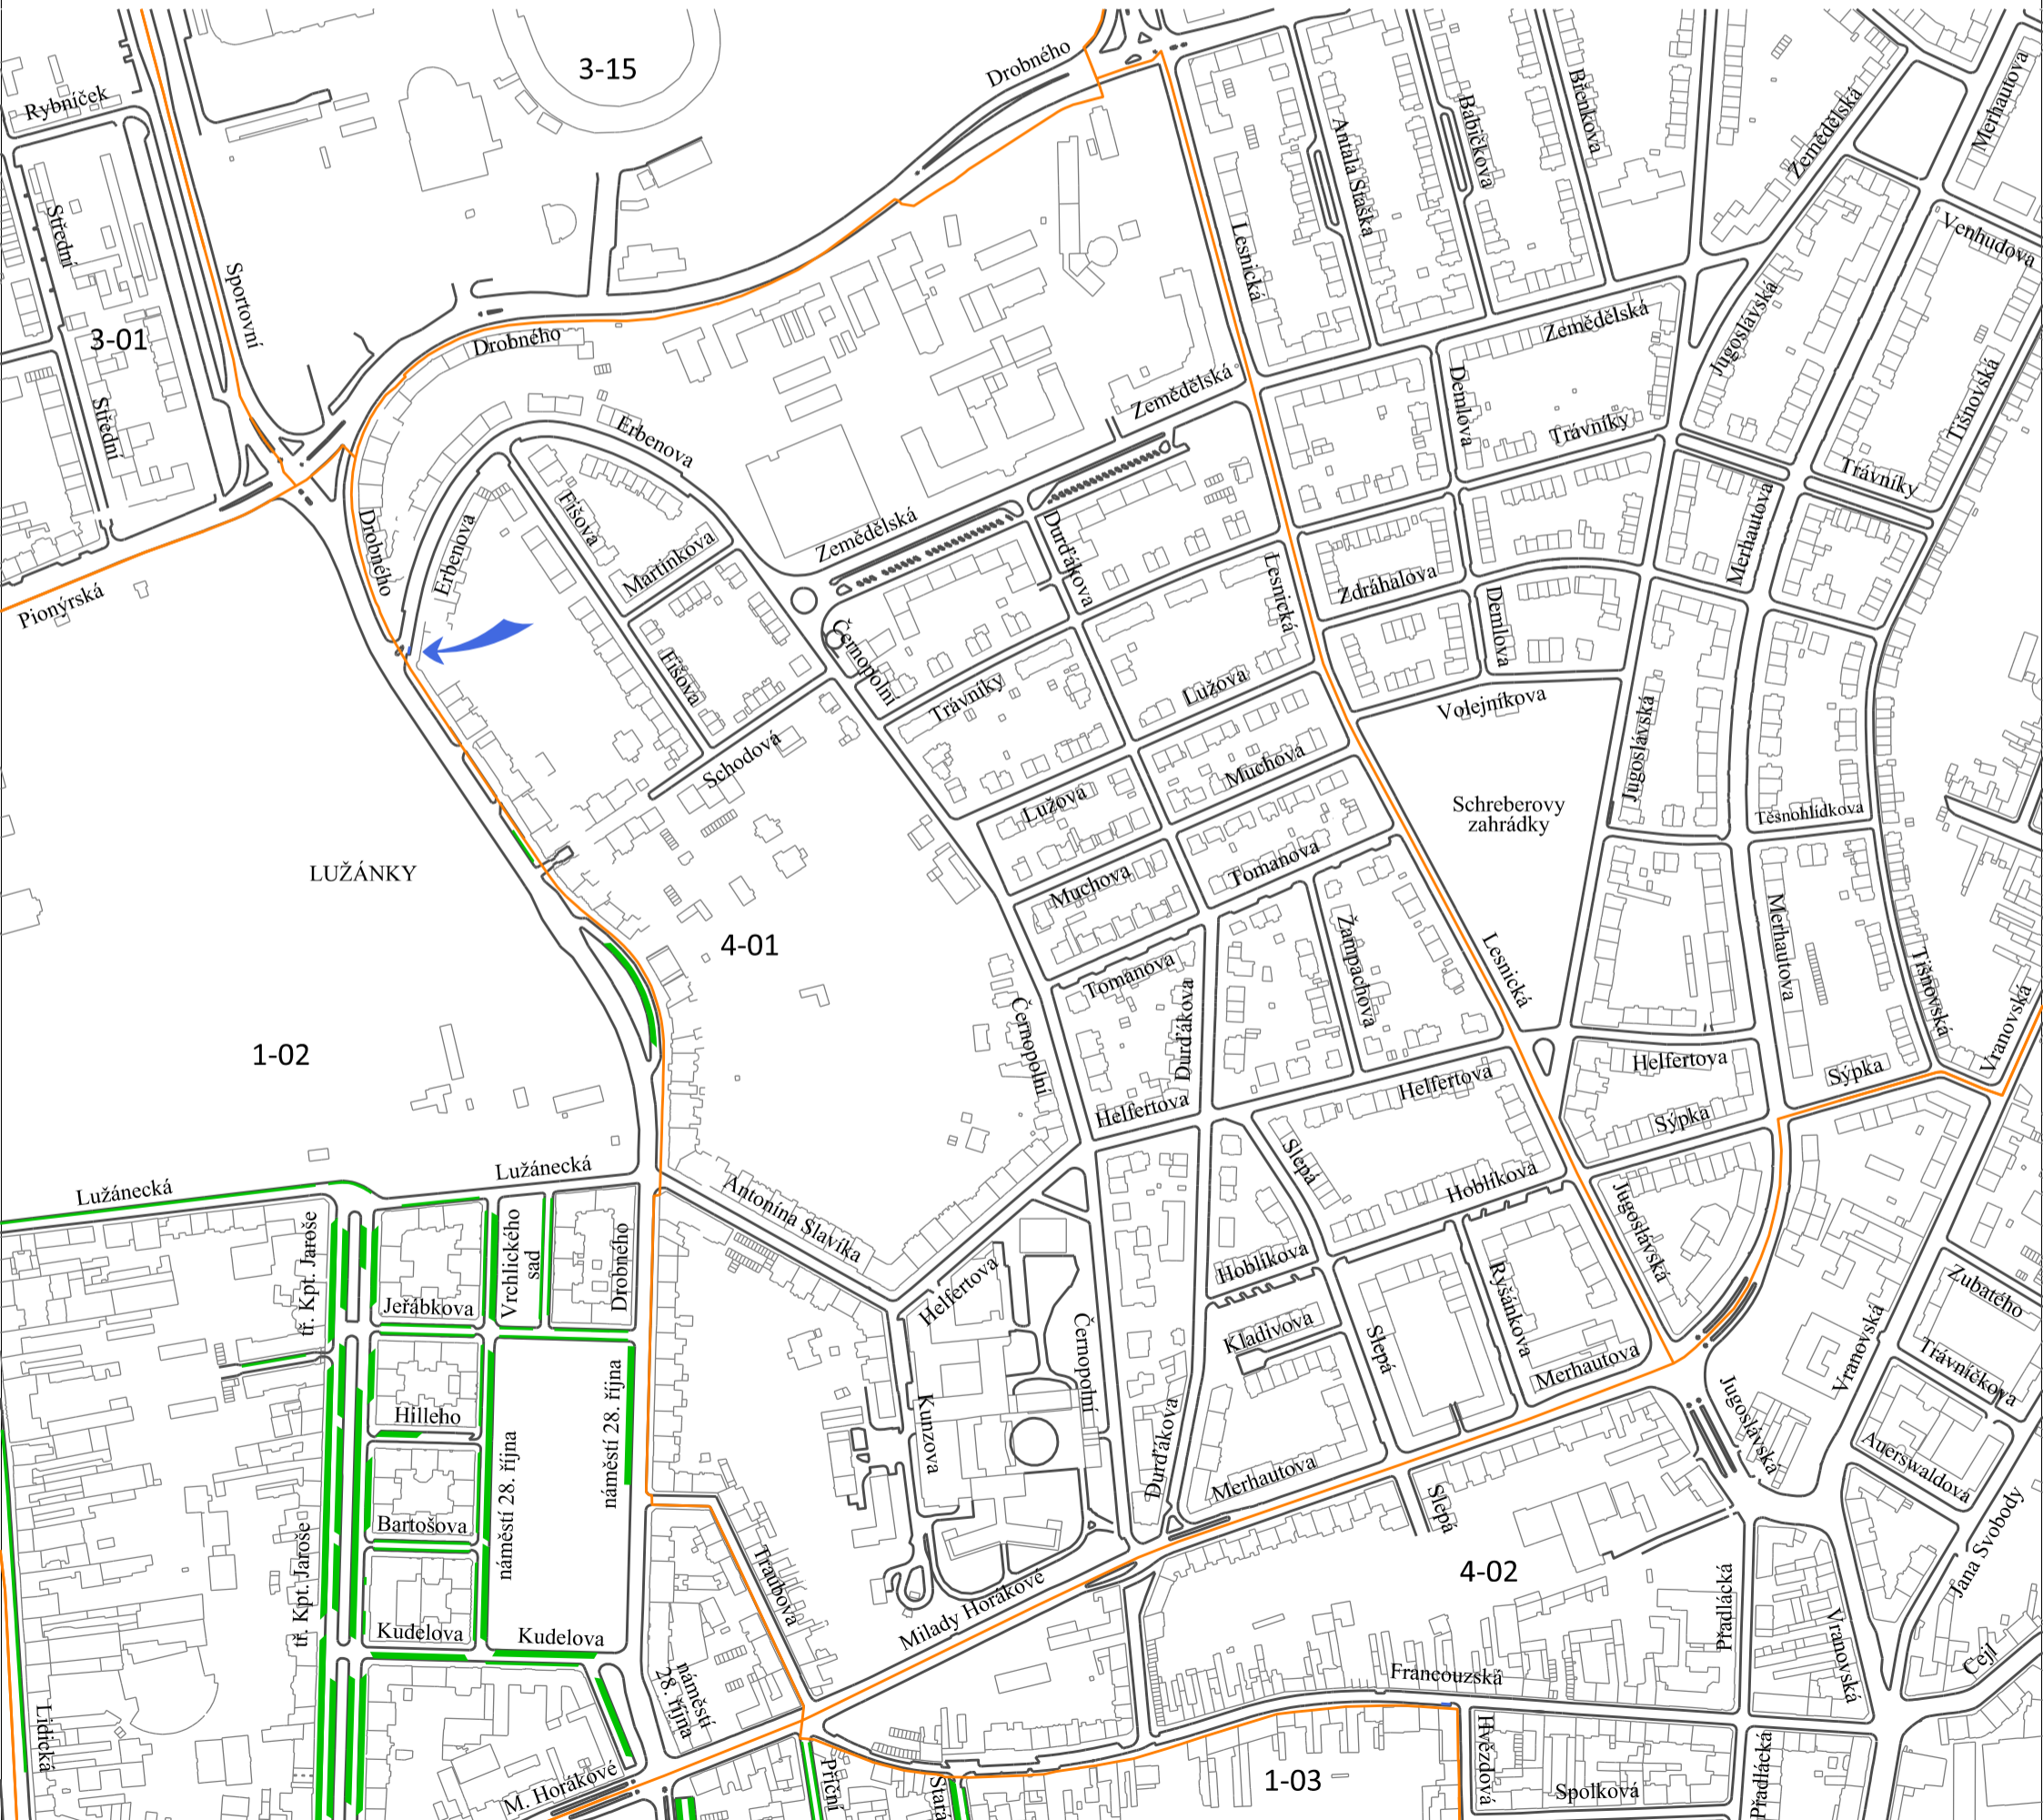 3-15
Drobného
Rybníček
Merhautova
Břenkova
Babičkova
Zemědělská
Antala Staška
Střední
Venhudova
Lesnická
Sportovní
3-01
Jugoslávská
Zemědělská
Drobného
Tišnovská
Zemědělská
Demlova
Střední
Trávníky
Erbenova
Trávníky
Fišova
Merhautova
Zemědělská
Drobného
Erbenova
Durďákova
Martinkova
Lesnická
Zdráhalova
Pionýrská
Demlova
Černopolní
Fišova
Lužova
Trávníky
Volejníkova
Jugoslávská
Schodová
Muchova
Schreberovy
zahrádky
Lužova
Těsnohlídkova
LUŽÁNKY
Tomanova
Muchova
4-01
Merhautova
Žampachova
Lesnická
Tomanova
Tišnovská
Vranovská
Durďákova
Černopolní
1-02
Helfertova
Sýpka
Helfertova
Helfertova
Sýpka
Lužánecká
Lužánecká
Slepá
Hoblíkova
Antonína Slavíka
Jugoslávská
tř. Kpt. Jaroše
Vrchlického
sad
Drobného
Hoblíkova
Helfertova
Zubatého
Ryšánkova
Jeřábkova
Černopolní
Kladivova
Slepá
Vranovská
Merhautova
Trávníčkova
náměstí 28. října
Hilleho
Kunzova
Jugoslávská
Durďákova
Auerswaldova
Merhautova
náměstí 28. října
Slepá
Bartošova
Jana Svobody
tř. Kpt. Jaroše
Traubova
4-02
Milady Horákové
Přadlácká
Vranovská
Kudelova
Kudelova
Cejl
Francouzská
náměstí
28. října
Lidická
Hvězdová
Příční
M. Horákové
Stará
1-03
Spolková
Přadlácká